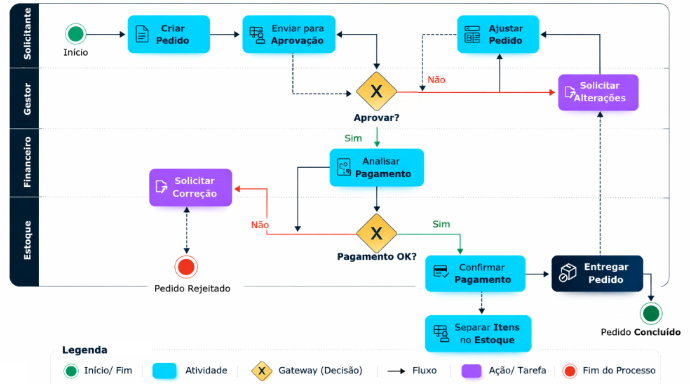 Solicitante
Início
Criar
Pedido
Enviar para
Aprovação
Ajustar
Pedido
Gestor
X
Aprovar?
Não
Solicitar
Alterações
Sim
Financeiro
Analisar
Pagamento
Solicitar
Correção
Estoque
Não
X
Sim
Pagamento OK?
Pedido Rejeitado
Confirmar
Pagamento
Entregar
Pedido
Separar Itens
no Estoque
Pedido Concluído
Legenda
Início/ Fim
Atividade
X
Gateway (Decisão)
Fluxo
Ação/ Tarefa
Fim do Processo